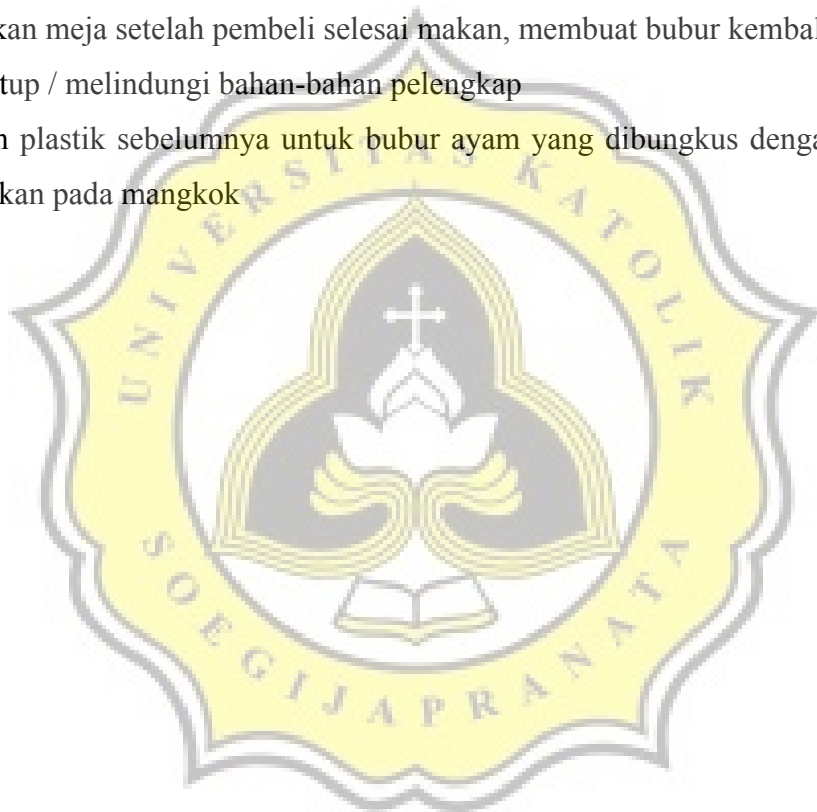 kan meja setelah pembeli selesai makan, membuat bubur kembal
tup / melindungi bahan-bahan pelengkap
plastik sebelumnya untuk bubur ayam yang dibungkus denga
kan pada mangkok
UNIVERSITAS KATOLIK
SOEGIJAPRANATA